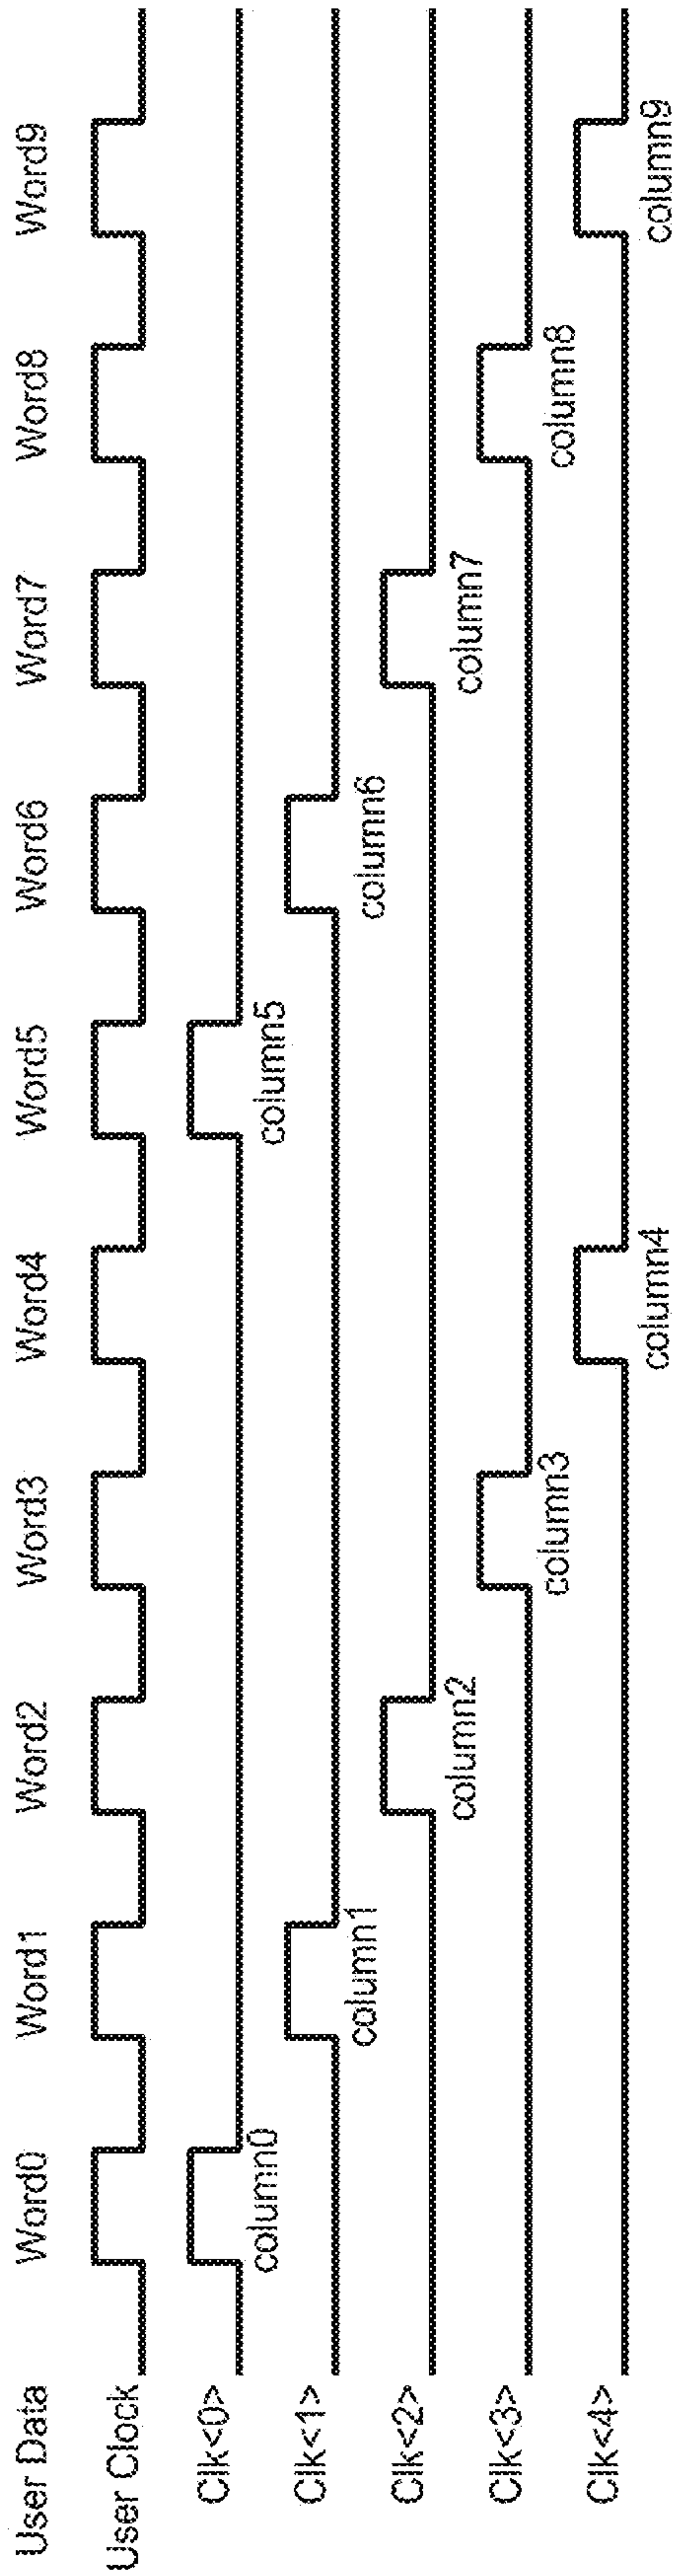 User Data Word0 Word1 Word2 Word3 Word4 Word5 Word6 Word7 Word8 Word9
User Clock
Clk<0>
column0 column5
Clk<1>
column1 column6
Clk<2>
column2 column7
Clk<3>
column3 column8
Clk<4>
column4 column9